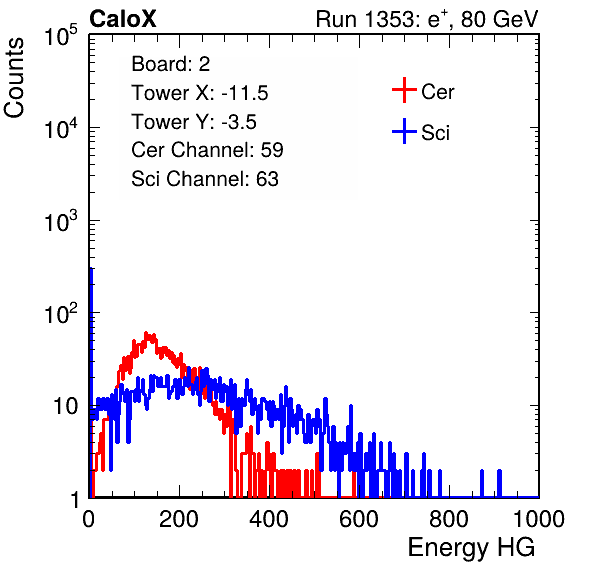 CaloX Run 1353: e⁺, 80 GeV
Counts
10⁵
10⁴
10³
10²
10
1
Board: 2
Tower X: -11.5
Tower Y: -3.5
Cer Channel: 59
Sci Channel: 63
Cer
Sci
0 200 400 600 800 1000
Energy HG